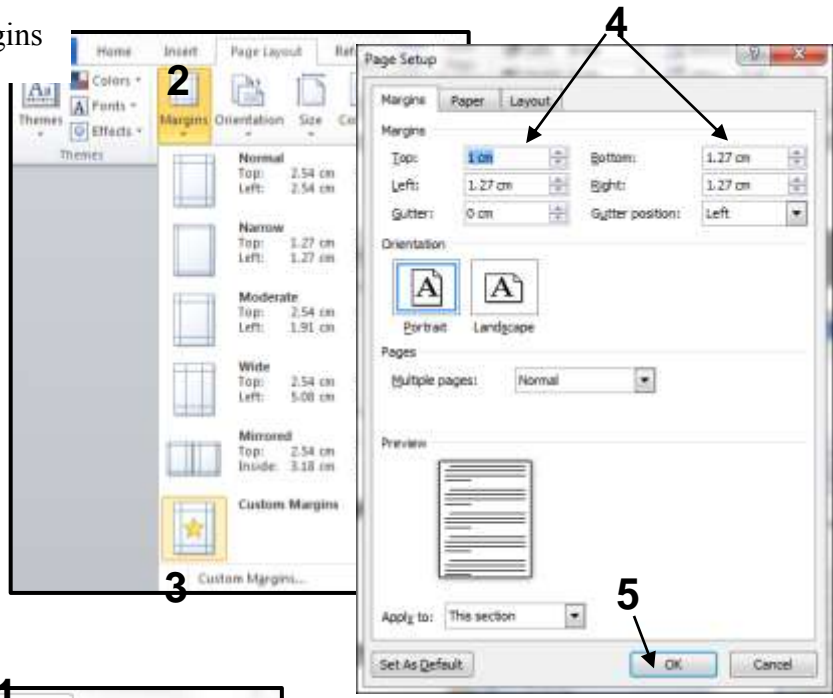 gins
Home Insert Page Layout Ref
2
Colors
Fonts
Effects
Themes
Themes
Margins Orientation Size Co
Normal
Top: 2.54 cm
Left: 2.54 cm
Narrow
Top: 1.27 cm
Left: 1.27 cm
Moderate
Top: 2.54 cm
Left: 1.91 cm
Wide
Top: 2.54 cm
Left: 5.08 cm
Mirrored
Top: 2.54 cm
Inside: 3.18 cm
Custom Margins
3
Custom Margins...
4
Page Setup
Margins Paper Layout
Margins
Top: 1 cm Bottom: 1.27 cm
Left: 1.27 cm Right: 1.27 cm
Gutter: 0 cm Gutter position: Left
Orientation
A A
Portrait Landscape
Pages
Multiple pages: Normal
Preview
Apply to: This section
5
Set As Default OK Cancel
1